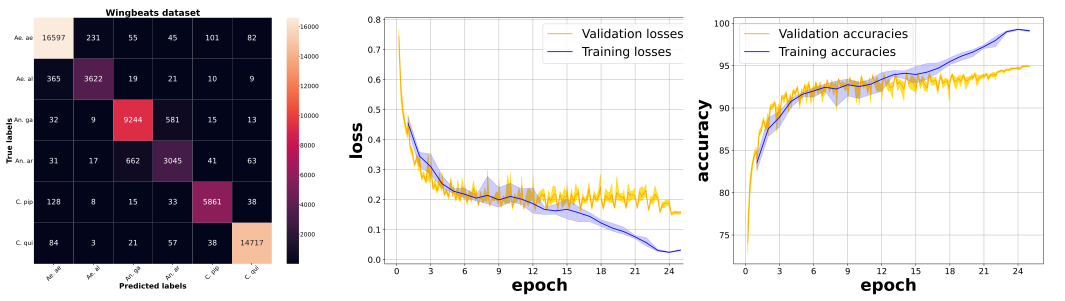 Wingbeats dataset
True labels
Ae. ae 16597 231 55 45 101 82
Ae. al 365 3622 19 21 10 9
An. ga 32 9 9244 581 15 13
An. ar 31 17 662 3045 41 63
C. pip 128 8 15 33 5861 38
C. qui 84 3 21 57 38 14717
Ae. ae Ae. al An. ga An. ar C. pip C. qui
Predicted labels
16000
14000
12000
10000
8000
6000
4000
2000
loss
0.8
0.7
0.6
0.5
0.4
0.3
0.2
0.1
0.0
Validation losses
Training losses
0 3 6 9 12 15 18 21 24
epoch
accuracy
100
95
90
85
80
75
Validation accuracies
Training accuracies
0 3 6 9 12 15 18 21 24
epoch